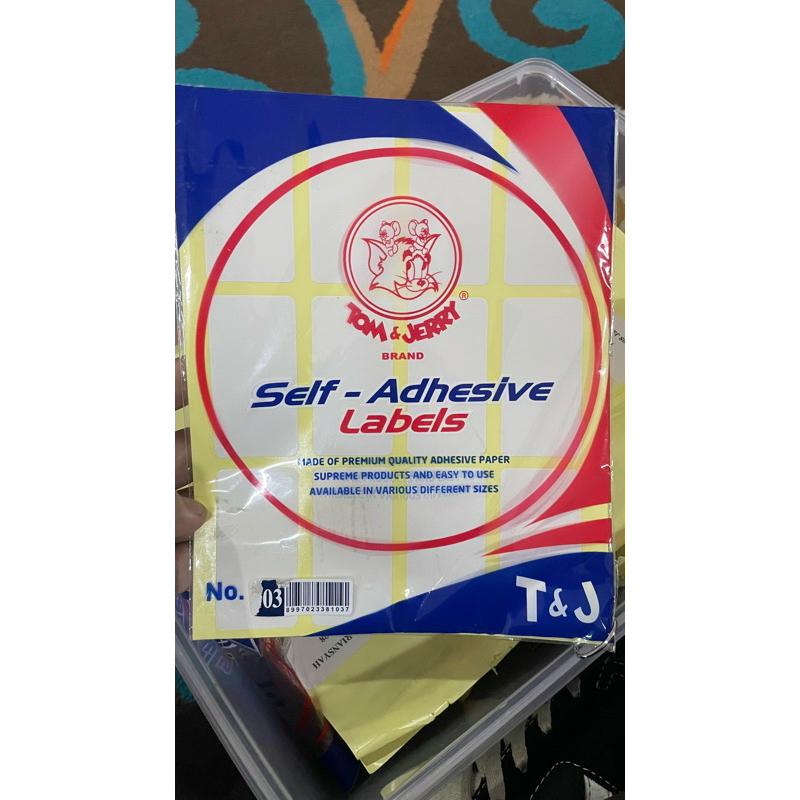 TOM & JERRY ®
BRAND
Self - Adhesive
Labels
MADE OF PREMIUM QUALITY ADHESIVE PAPER
SUPREME PRODUCTS AND EASY TO USE
AVAILABLE IN VARIOUS DIFFERENT SIZES
No. 103
8997023381037
T & J